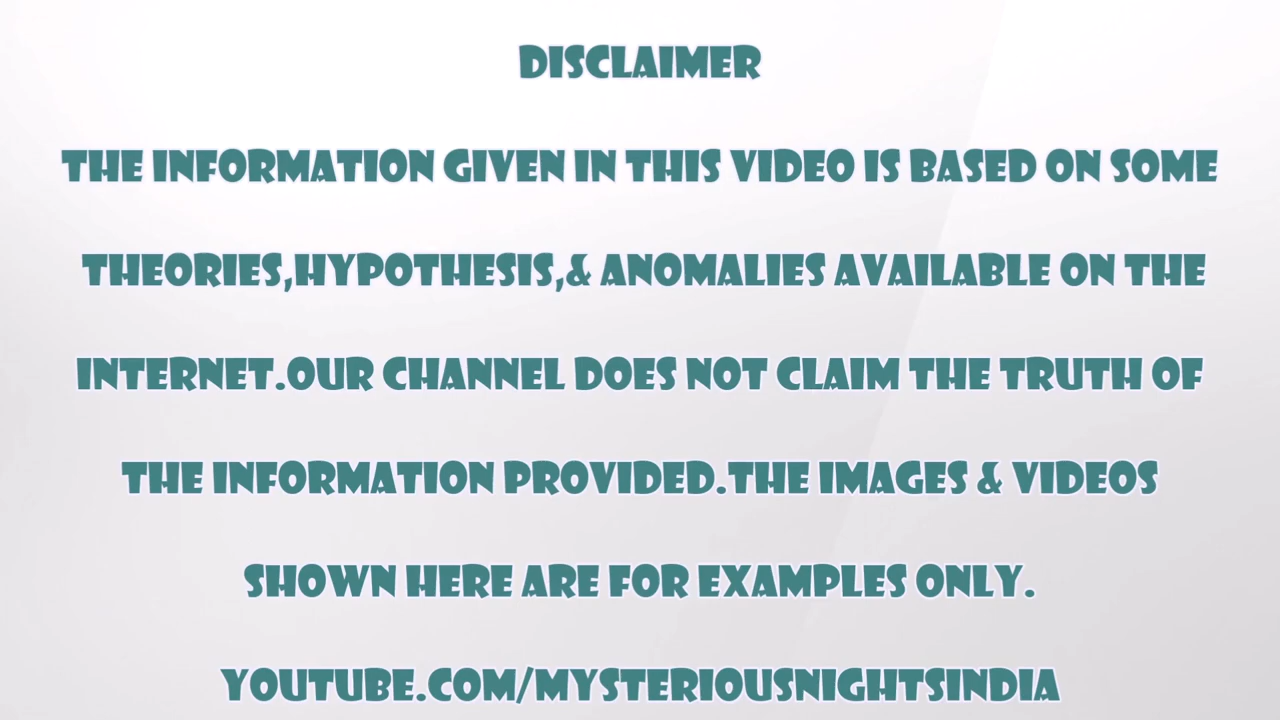 DISCLAIMER
THE INFORMATION GIVEN IN THIS VIDEO IS BASED ON SOME
THEORIES,HYPOTHESIS,& ANOMALIES AVAILABLE ON THE
INTERNET.OUR CHANNEL DOES NOT CLAIM THE TRUTH OF
THE INFORMATION PROVIDED.THE IMAGES & VIDEOS
SHOWN HERE ARE FOR EXAMPLES ONLY.
YOUTUBE.COM/MYSTERIOUSNIGHTSINDIA